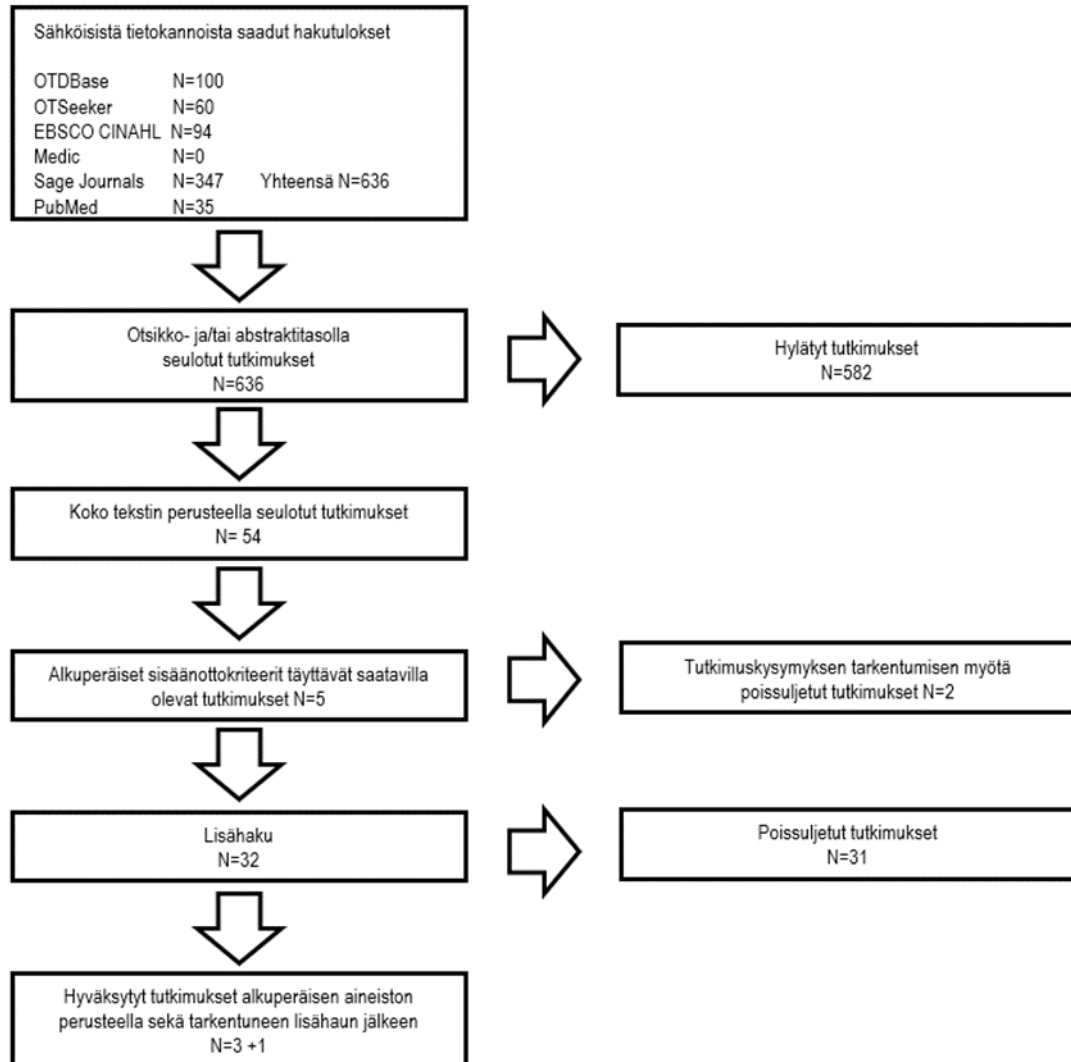 Sähköisistä tietokannoista saadut hakutulokset
OTDBase N=100
OTSeeker N=60
EBSCO CINAHL N=94
Medic N=0
Sage Journals N=347 Yhteensä N=636
PubMed N=35
Otsikko- ja/tai abstraktitasolla
seulotut tutkimukset
N=636
Hylätyt tutkimukset
N=582
Koko tekstin perusteella seulotut tutkimukset
N= 54
Alkuperäiset sisäänottokriteerit täyttävät saatavilla
olevat tutkimukset N=5
Tutkimuskysymyksen tarkentumisen myötä
poissuljetut tutkimukset N=2
Lisähaku
N=32
Poissuljetut tutkimukset
N=31
Hyväksytyt tutkimukset alkuperäisen aineiston
perusteella sekä tarkentuneen lisähaun jälkeen
N=3 +1